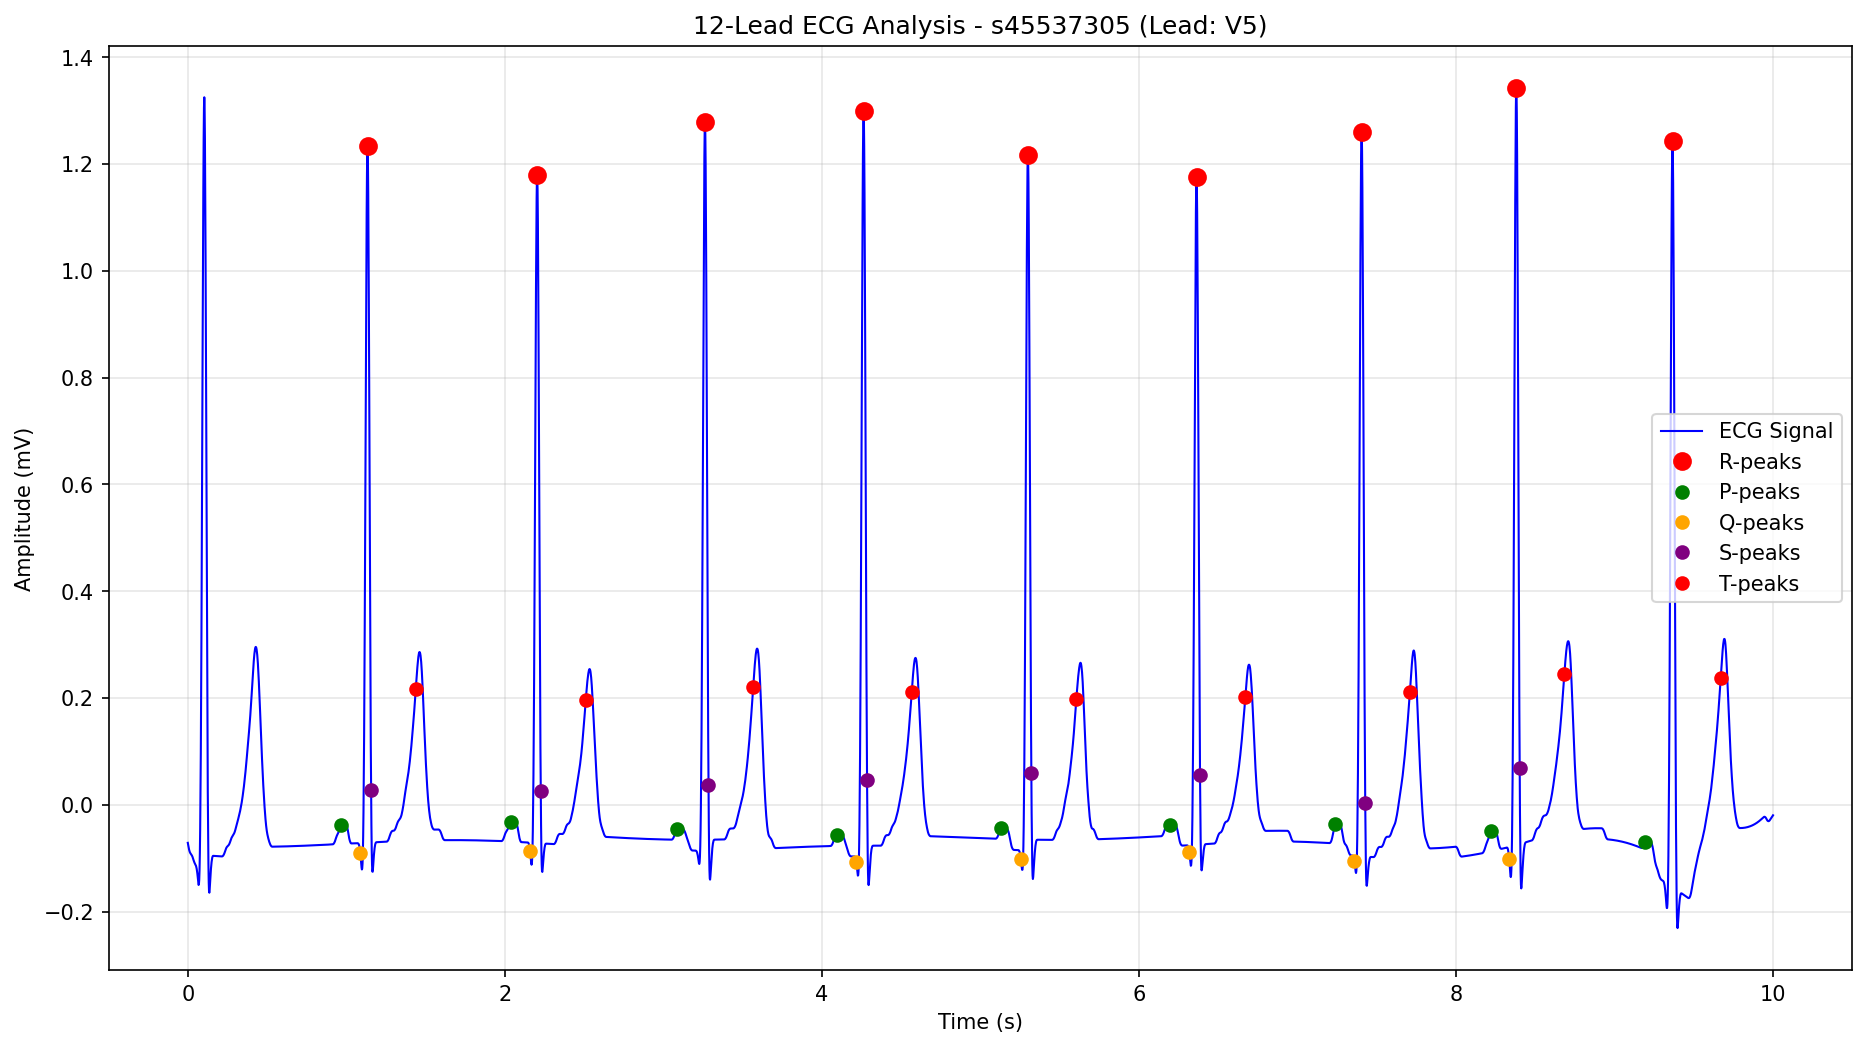 12-Lead ECG Analysis - s45537305 (Lead: V5)
1.4
1.2
1.0
0.8
0.6
0.4
0.2
0.0
−0.2
Amplitude (mV)
ECG Signal
R-peaks
P-peaks
Q-peaks
S-peaks
T-peaks
0 2 4 6 8 10
Time (s)